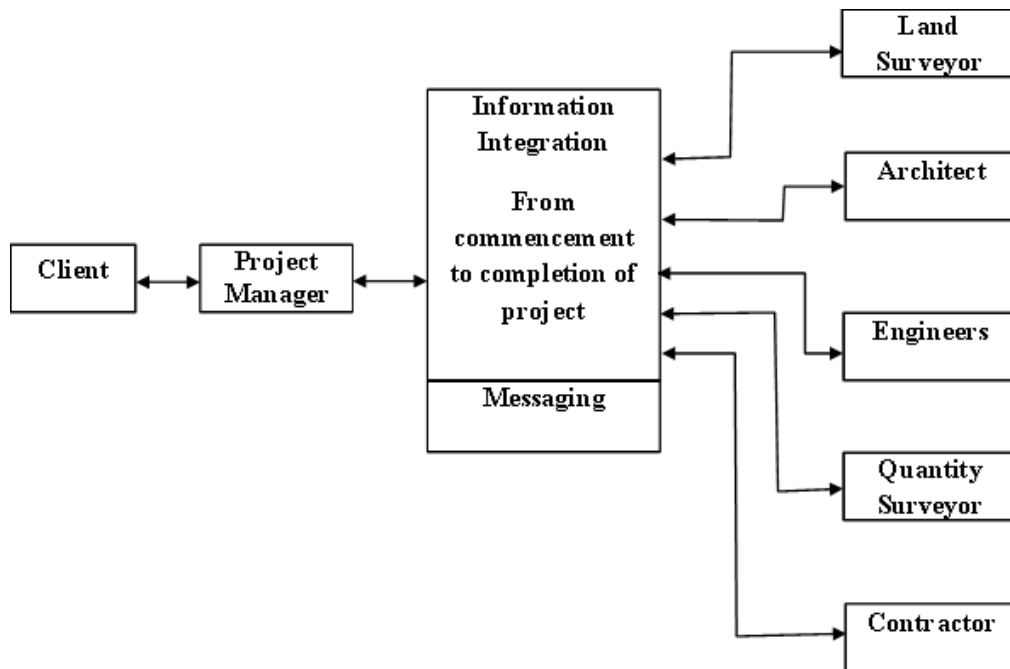 Client
Project
Manager
Information
Integration
From
commencement
to completion of
project
Messaging
Land
Surveyor
Architect
Engineers
Quantity
Surveyor
Contractor